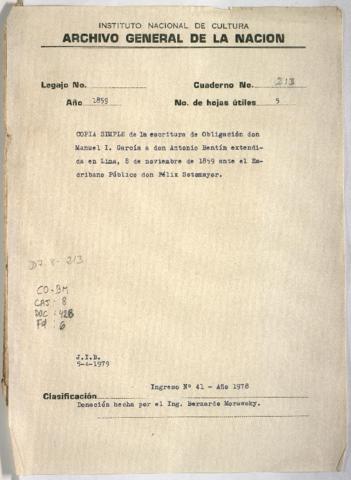 INSTITUTO NACIONAL DE CULTURA
ARCHIVO GENERAL DE LA NACION
Legajo No. Cuaderno No. 213
Año 1859 No. de hojas útiles 5
COPIA SIMPLE de la escritura de Obligación don
Manuel I. García a don Antonio Bentín extendi-
da en Lima, 8 de noviembre de 1859 ante el Es-
cribano Público don Félix Sotomayor.
D7. 8- 213
CO-BM
CAJ: 8
DOC: 428
Fº: 6
J.I.B.
5-4-1979
Ingreso Nº 41 - Año 1978
Clasificación
Donación hecha por el Ing. Bernardo Morawsky.